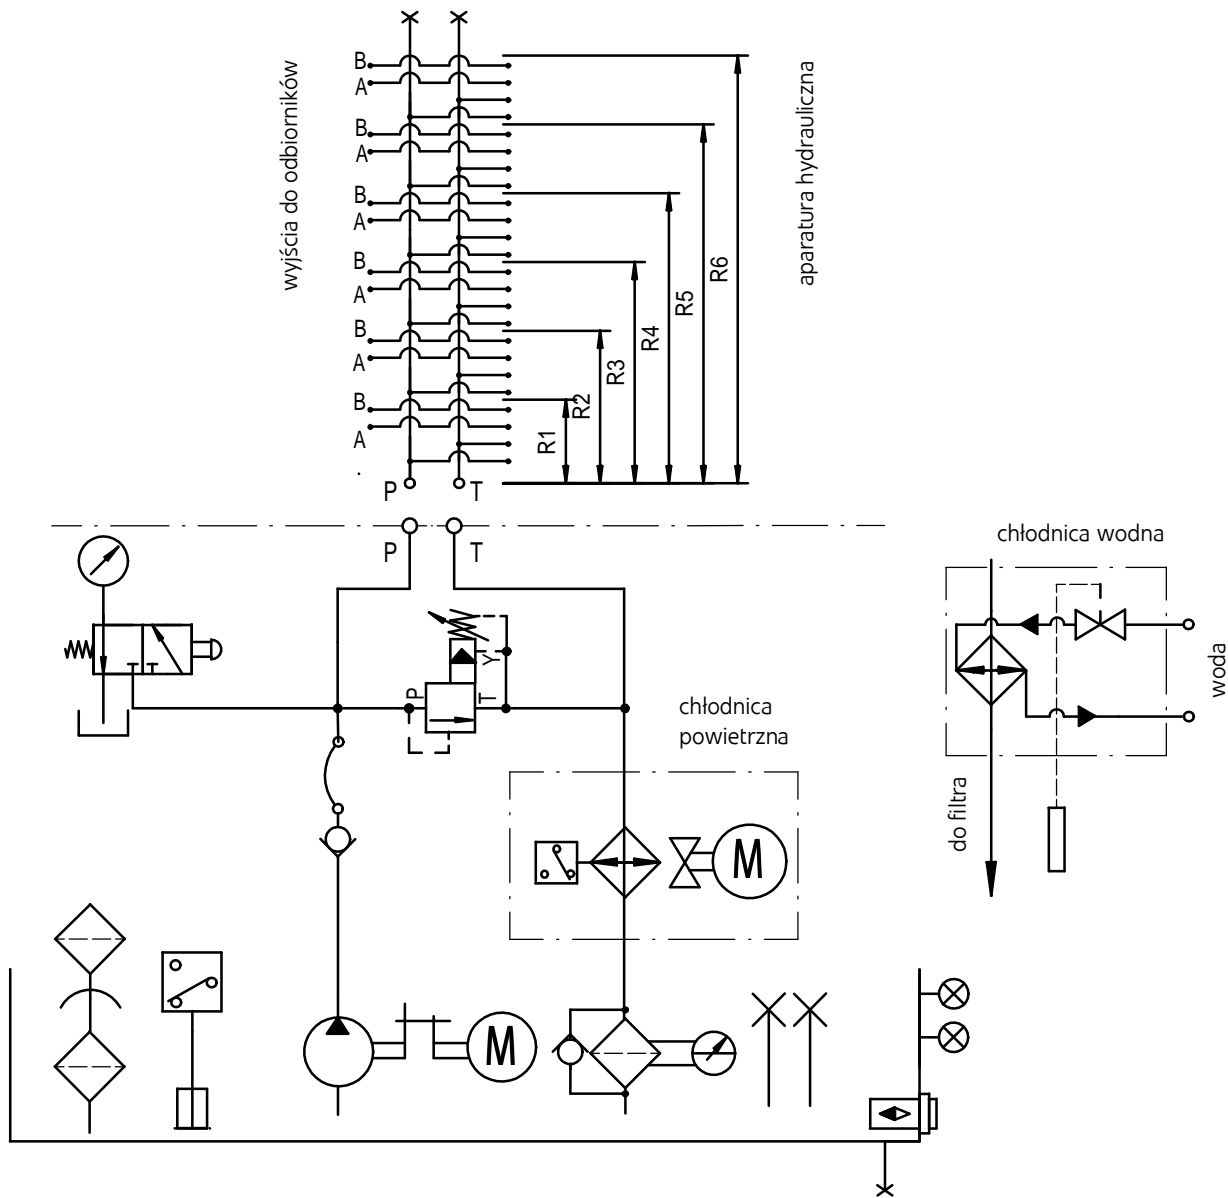 wyjścia do odbiorników
aparatura hydrauliczna
B
A
B
A
B
A
B
A
B
A
B
A
R6
R5
R4
R3
R2
R1
P
T
P
T
chłodnica wodna
woda
do filtra
Y
P
T
chłodnica
powietrzna
M
M